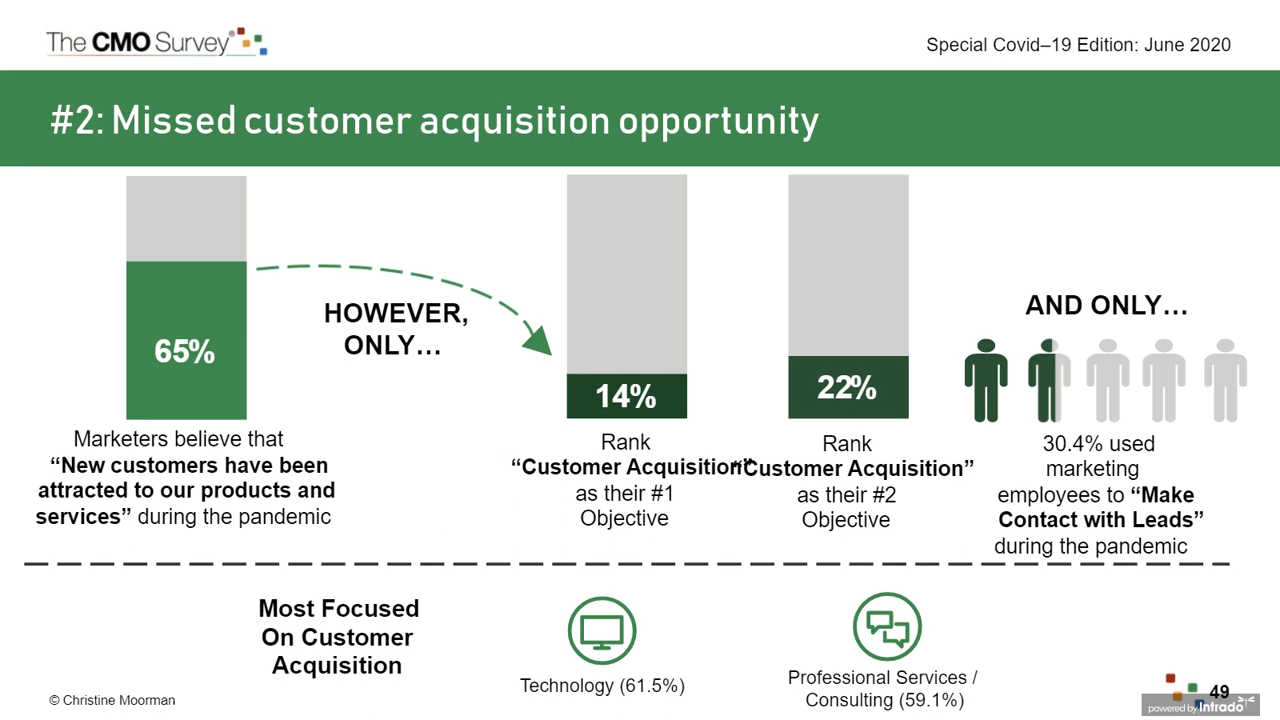 The CMO Survey®
Special Covid–19 Edition: June 2020
#2: Missed customer acquisition opportunity
65%
Marketers believe that
“New customers have been
attracted to our products and
services” during the pandemic
HOWEVER,
ONLY…
14%
Rank
“Customer Acquisition”
as their #1
Objective
22%
Rank
“Customer Acquisition”
as their #2
Objective
AND ONLY…
30.4% used
marketing
employees to “Make
Contact with Leads”
during the pandemic
Most Focused
On Customer
Acquisition
Technology (61.5%)
Professional Services /
Consulting (59.1%)
© Christine Moorman
49
powered by intrado